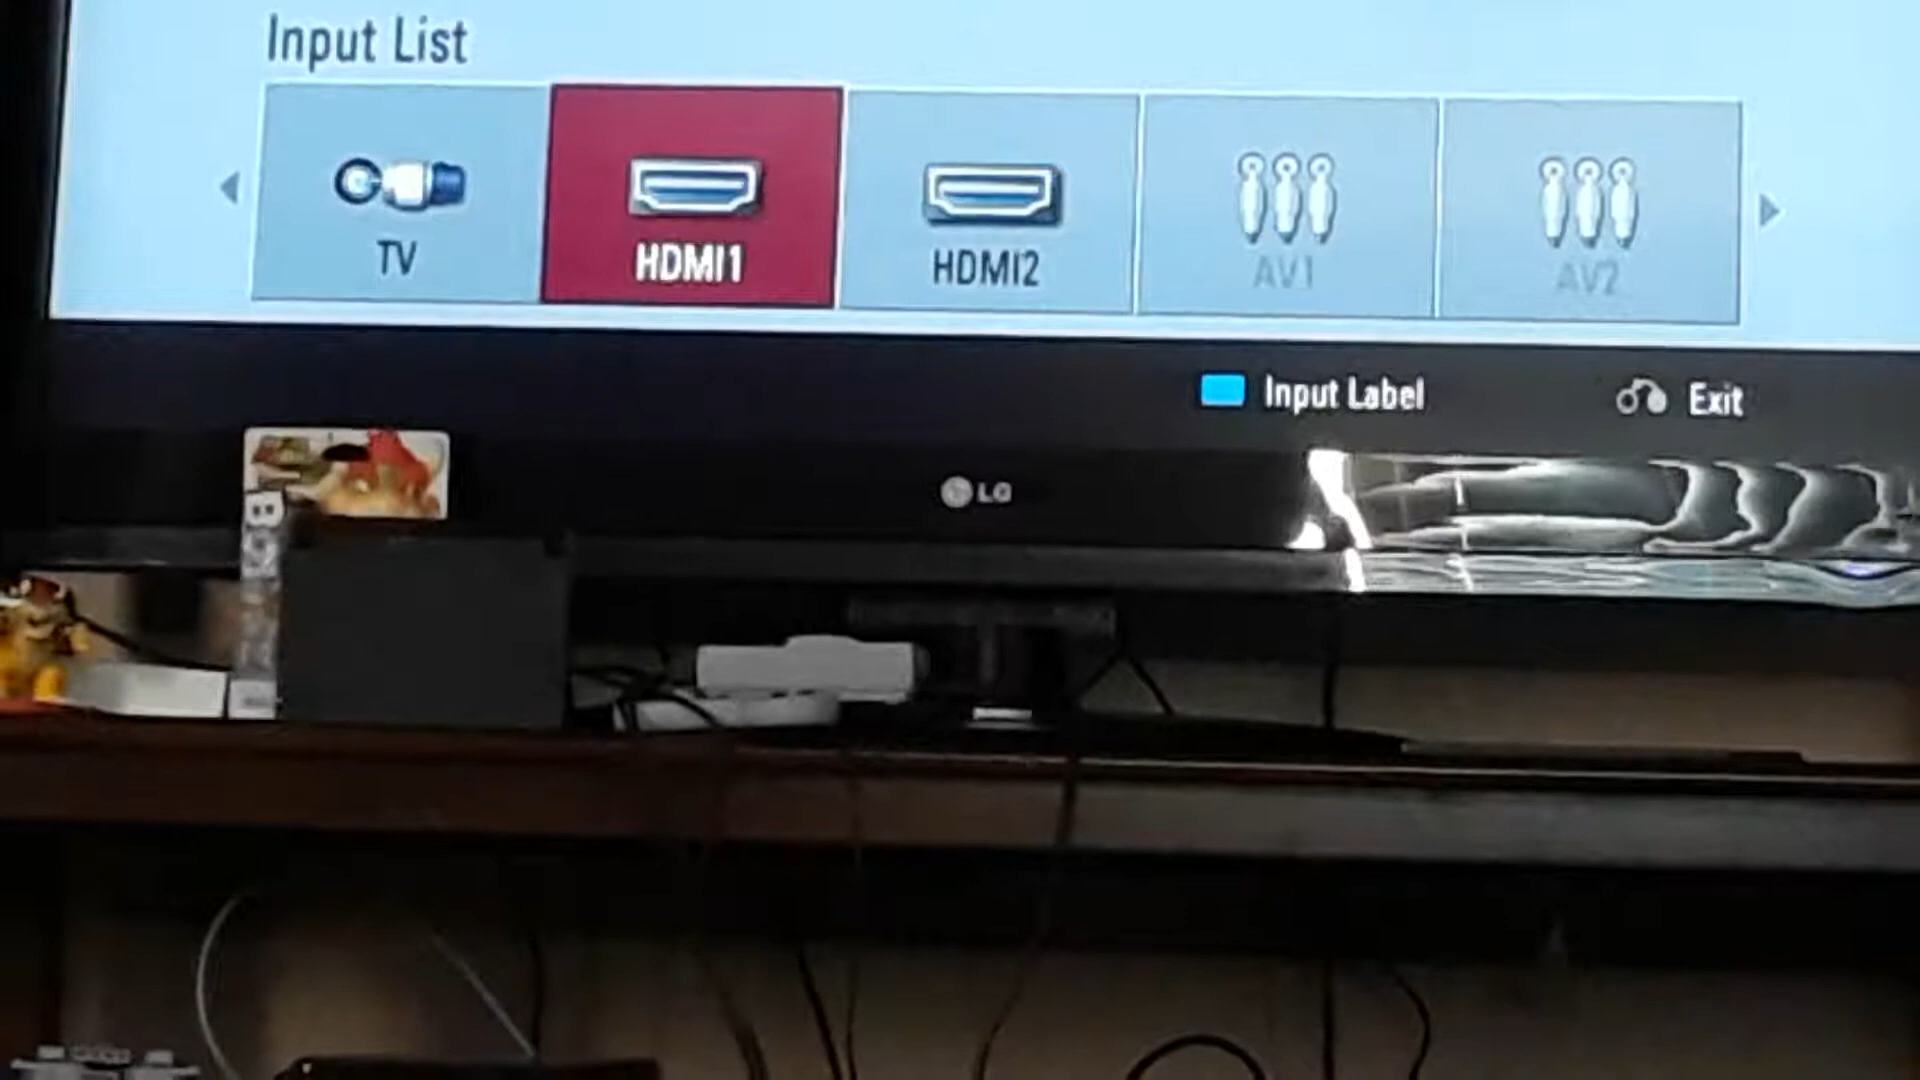 Input List
TV
HDMI1
HDMI2
AV1
AV2
Input Label
Exit
LG